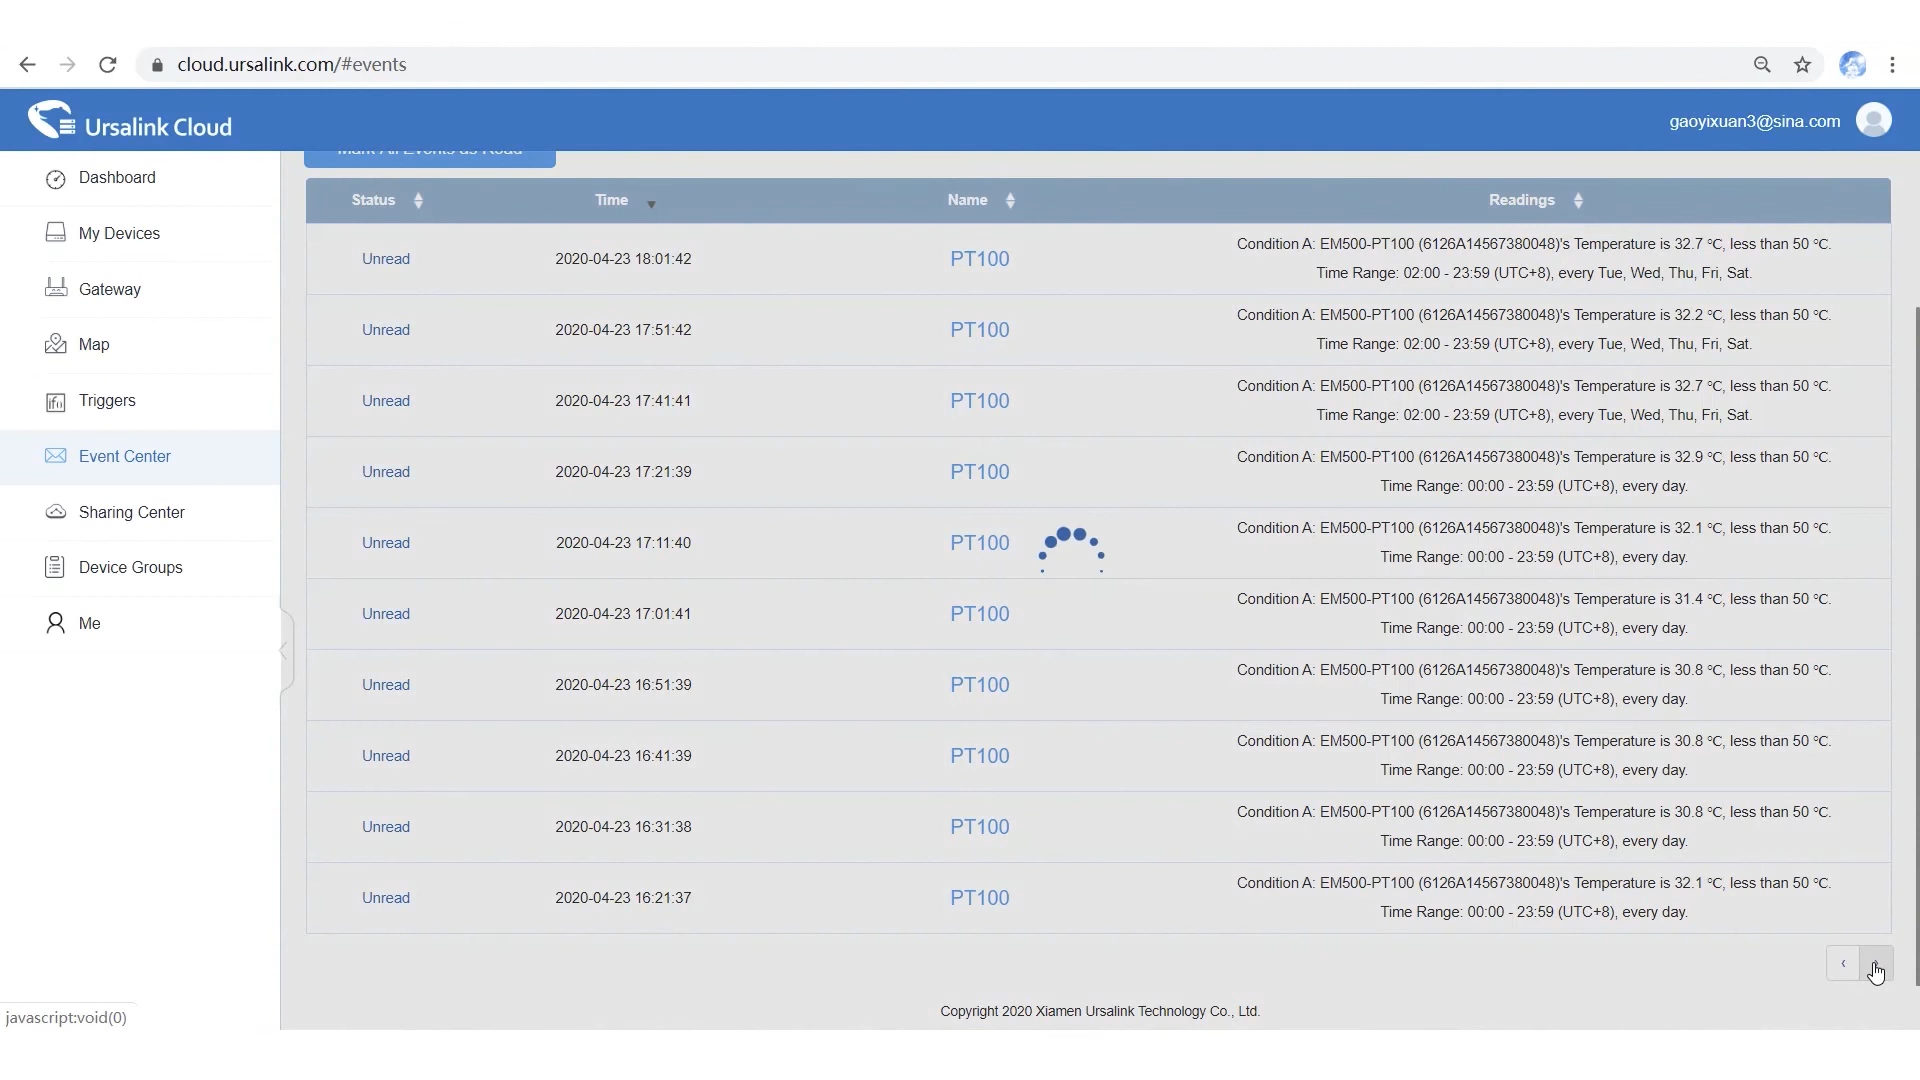 cloud.ursalink.com/#events
Ursalink Cloud
gaoyixuan3@sina.com
Dashboard
My Devices
Gateway
Map
Triggers
Event Center
Sharing Center
Device Groups
Me
Mark All Events as Read
Status Time Name Readings
Unread 2020-04-23 18:01:42 PT100 Condition A: EM500-PT100 (6126A14567380048)'s Temperature is 32.7 ℃, less than 50 ℃.
Time Range: 02:00 - 23:59 (UTC+8), every Tue, Wed, Thu, Fri, Sat.
Unread 2020-04-23 17:51:42 PT100 Condition A: EM500-PT100 (6126A14567380048)'s Temperature is 32.2 ℃, less than 50 ℃.
Time Range: 02:00 - 23:59 (UTC+8), every Tue, Wed, Thu, Fri, Sat.
Unread 2020-04-23 17:41:41 PT100 Condition A: EM500-PT100 (6126A14567380048)'s Temperature is 32.7 ℃, less than 50 ℃.
Time Range: 02:00 - 23:59 (UTC+8), every Tue, Wed, Thu, Fri, Sat.
Unread 2020-04-23 17:21:39 PT100 Condition A: EM500-PT100 (6126A14567380048)'s Temperature is 32.9 ℃, less than 50 ℃.
Time Range: 00:00 - 23:59 (UTC+8), every day.
Unread 2020-04-23 17:11:40 PT100 Condition A: EM500-PT100 (6126A14567380048)'s Temperature is 32.1 ℃, less than 50 ℃.
Time Range: 00:00 - 23:59 (UTC+8), every day.
Unread 2020-04-23 17:01:41 PT100 Condition A: EM500-PT100 (6126A14567380048)'s Temperature is 31.4 ℃, less than 50 ℃.
Time Range: 00:00 - 23:59 (UTC+8), every day.
Unread 2020-04-23 16:51:39 PT100 Condition A: EM500-PT100 (6126A14567380048)'s Temperature is 30.8 ℃, less than 50 ℃.
Time Range: 00:00 - 23:59 (UTC+8), every day.
Unread 2020-04-23 16:41:39 PT100 Condition A: EM500-PT100 (6126A14567380048)'s Temperature is 30.8 ℃, less than 50 ℃.
Time Range: 00:00 - 23:59 (UTC+8), every day.
Unread 2020-04-23 16:31:38 PT100 Condition A: EM500-PT100 (6126A14567380048)'s Temperature is 30.8 ℃, less than 50 ℃.
Time Range: 00:00 - 23:59 (UTC+8), every day.
Unread 2020-04-23 16:21:37 PT100 Condition A: EM500-PT100 (6126A14567380048)'s Temperature is 32.1 ℃, less than 50 ℃.
Time Range: 00:00 - 23:59 (UTC+8), every day.
Copyright 2020 Xiamen Ursalink Technology Co., Ltd.
javascript:void(0)